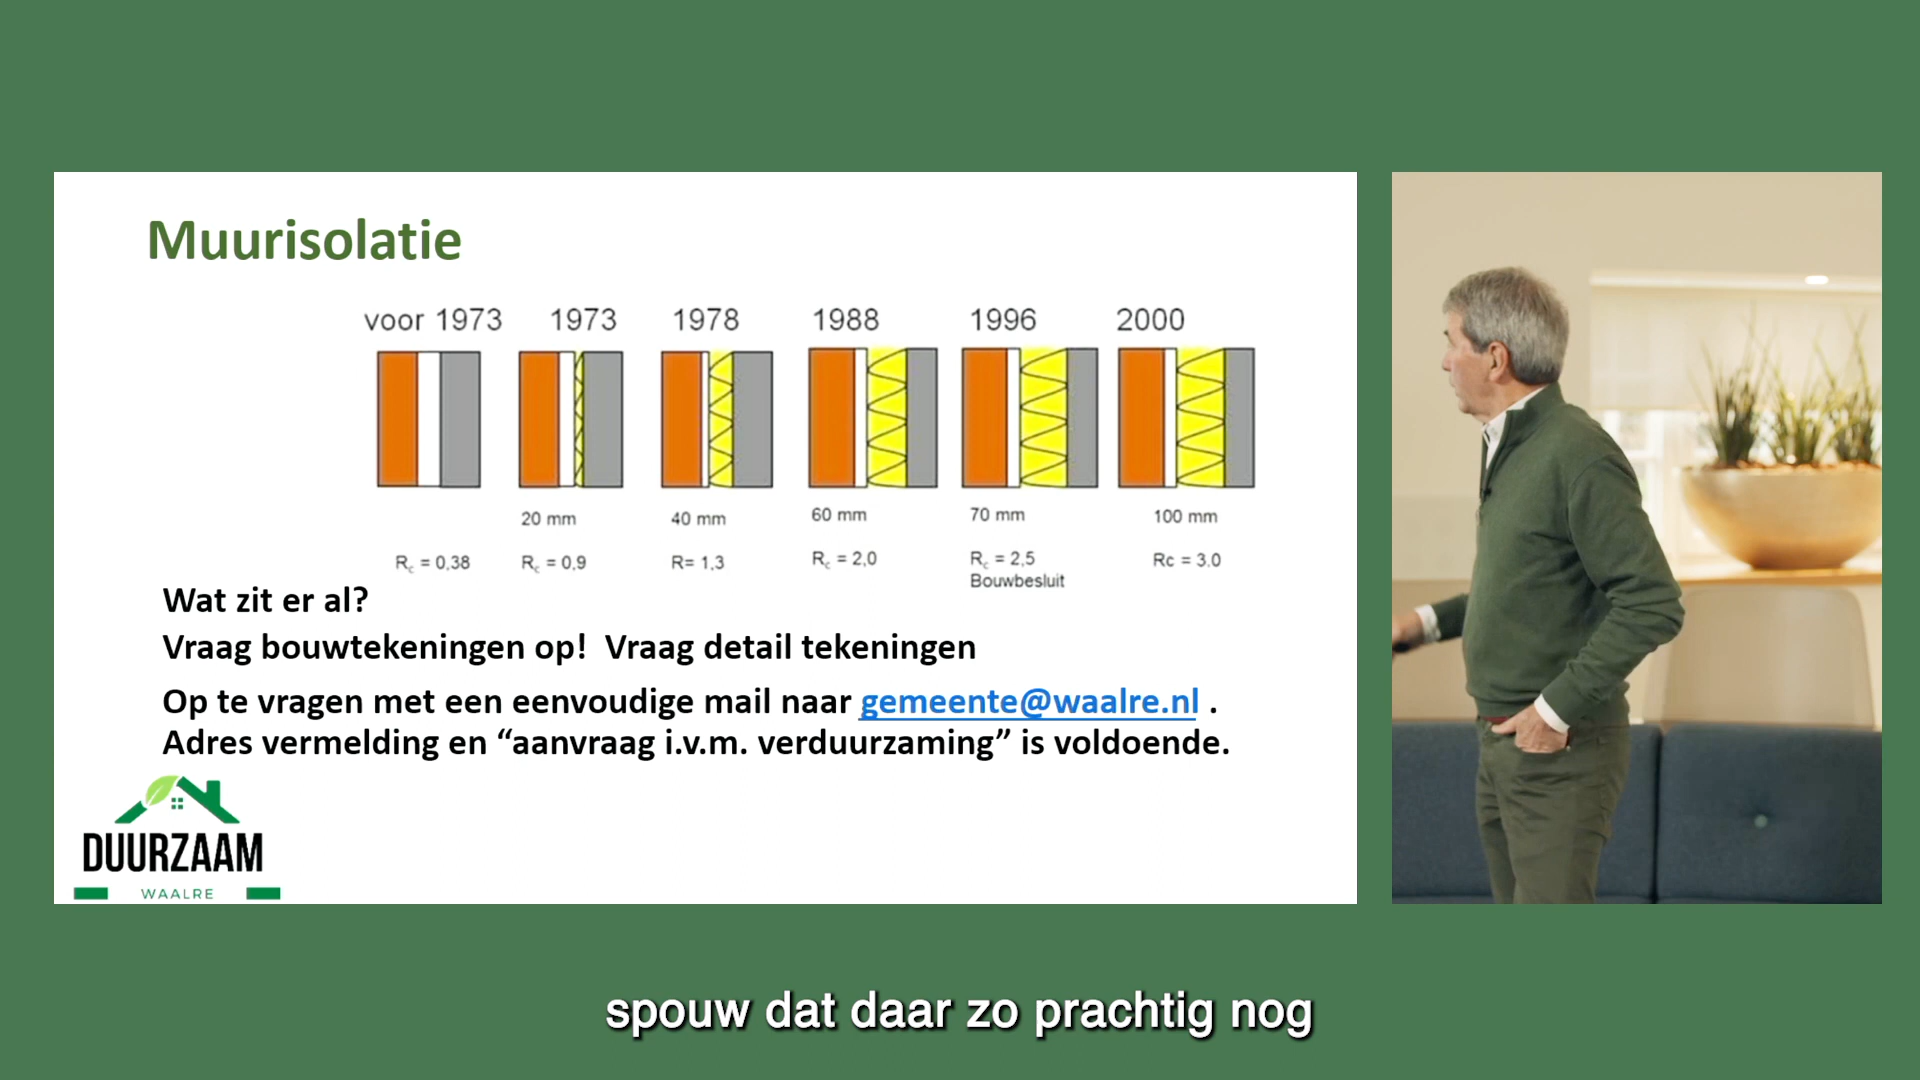 Muurisolatie
voor 1973 1973 1978 1988 1996 2000
20 mm 40 mm 60 mm 70 mm 100 mm
Rc = 0,38 Rc = 0,9 R= 1,3 Rc = 2,0 Rc = 2,5 Rc = 3.0
Bouwbesluit
Wat zit er al?
Vraag bouwtekeningen op! Vraag detail tekeningen
Op te vragen met een eenvoudige mail naar gemeente@waalre.nl .
Adres vermelding en “aanvraag i.v.m. verduurzaming” is voldoende.
DUURZAAM
WAALRE
spouw dat daar zo prachtig nog